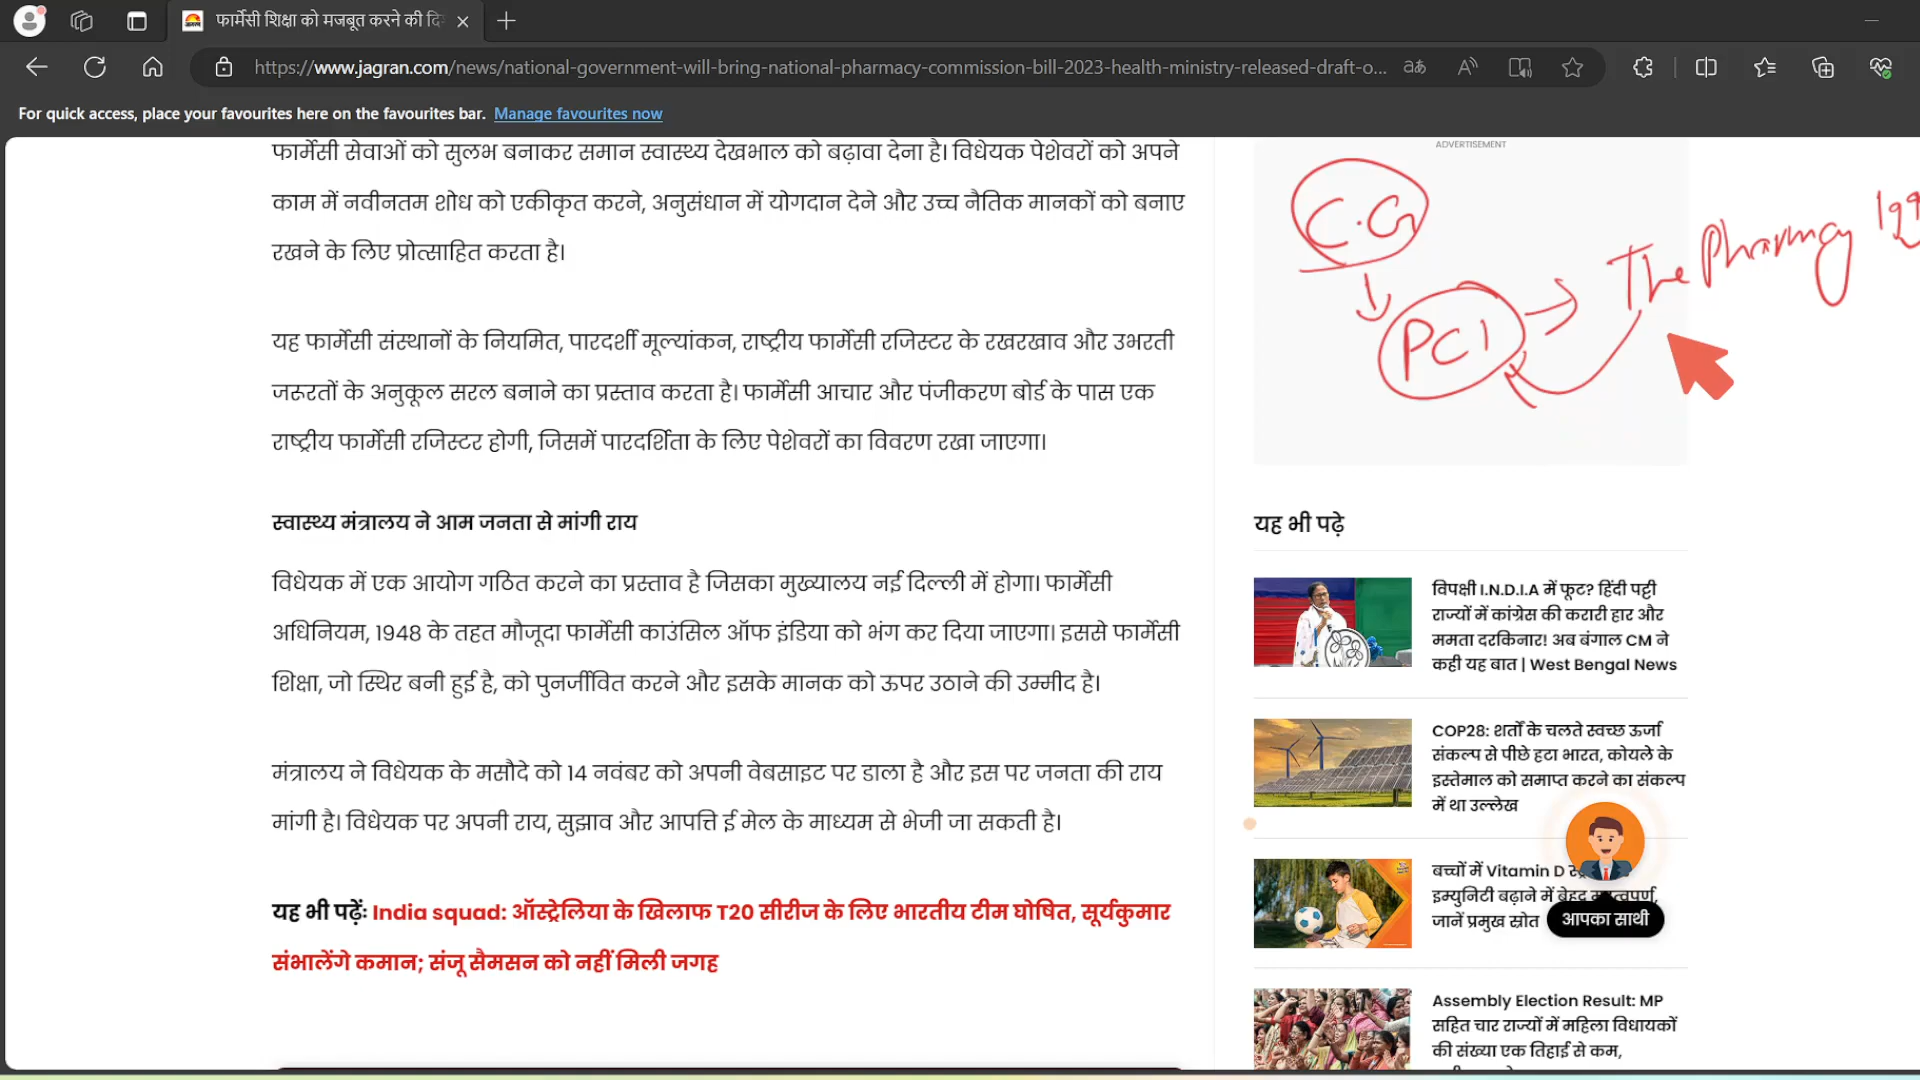 फार्मेसी शिक्षा को मजबूत करने की दि
https://www.jagran.com/news/national-government-will-bring-national-pharmacy-commission-bill-2023-health-ministry-released-draft-o...
For quick access, place your favourites here on the favourites bar. Manage favourites now
फार्मेसी सेवाओं को सुलभ बनाकर समान स्वास्थ्य देखभाल को बढ़ावा देना है। विधेयक पेशेवरों को अपने
काम में नवीनतम शोध को एकीकृत करने, अनुसंधान में योगदान देने और उच्च नैतिक मानकों को बनाए
रखने के लिए प्रोत्साहित करता है।
यह फार्मेसी संस्थानों के नियमित, पारदर्शी मूल्यांकन, राष्ट्रीय फार्मेसी रजिस्टर के रखरखाव और उभरती
जरूरतों के अनुकूल सरल बनाने का प्रस्ताव करता है। फार्मेसी आचार और पंजीकरण बोर्ड के पास एक
राष्ट्रीय फार्मेसी रजिस्टर होगी, जिसमें पारदर्शिता के लिए पेशेवरों का विवरण रखा जाएगा।
स्वास्थ्य मंत्रालय ने आम जनता से मांगी राय
विधेयक में एक आयोग गठित करने का प्रस्ताव है जिसका मुख्यालय नई दिल्ली में होगा। फार्मेसी
अधिनियम, 1948 के तहत मौजूदा फार्मेसी काउंसिल ऑफ इंडिया को भंग कर दिया जाएगा। इससे फार्मेसी
शिक्षा, जो स्थिर बनी हुई है, को पुनर्जीवित करने और इसके मानक को ऊपर उठाने की उम्मीद है।
मंत्रालय ने विधेयक के मसौदे को 14 नवंबर को अपनी वेबसाइट पर डाला है और इस पर जनता की राय
मांगी है। विधेयक पर अपनी राय, सुझाव और आपत्ति ई मेल के माध्यम से भेजी जा सकती है।
यह भी पढ़ें: India squad: ऑस्ट्रेलिया के खिलाफ T20 सीरीज के लिए भारतीय टीम घोषित, सूर्यकुमार
संभालेंगे कमान; संजू सैमसन को नहीं मिली जगह
ADVERTISEMENT
C.G
PCI
The Pharmacy
यह भी पढ़े
विपक्षी I.N.D.I.A में फूट? हिंदी पट्टी
राज्यों में कांग्रेस की करारी हार और
ममता दरकिनार! अब बंगाल CM ने
कही यह बात | West Bengal News
COP28: शर्तों के चलते स्वच्छ ऊर्जा
संकल्प से पीछे हटा भारत, कोयले के
इस्तेमाल को समाप्त करने का संकल्प
में था उल्लेख
बच्चों में Vitamin D
इम्युनिटी बढ़ाने में बेहद
जानें प्रमुख स्रोत
आपका साथी
Assembly Election Result: MP
सहित चार राज्यों में महिला विधायकों
की संख्या एक तिहाई से कम,